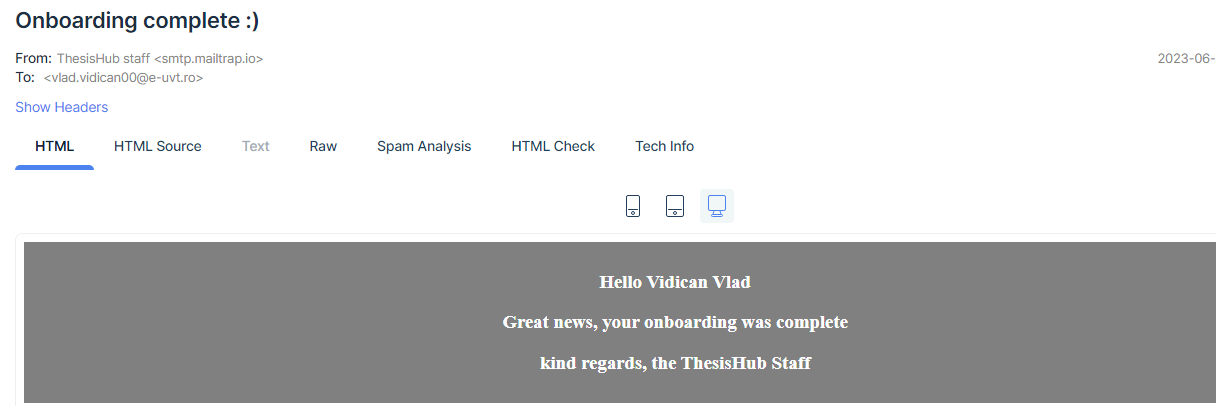 Onboarding complete :)
From: ThesisHub staff <smtp.mailtrap.io>
2023-06-
To: <vlad.vidican00@e-uvt.ro>
Show Headers
HTML HTML Source Text Raw Spam Analysis HTML Check Tech Info
Hello Vidican Vlad
Great news, your onboarding was complete
kind regards, the ThesisHub Staff